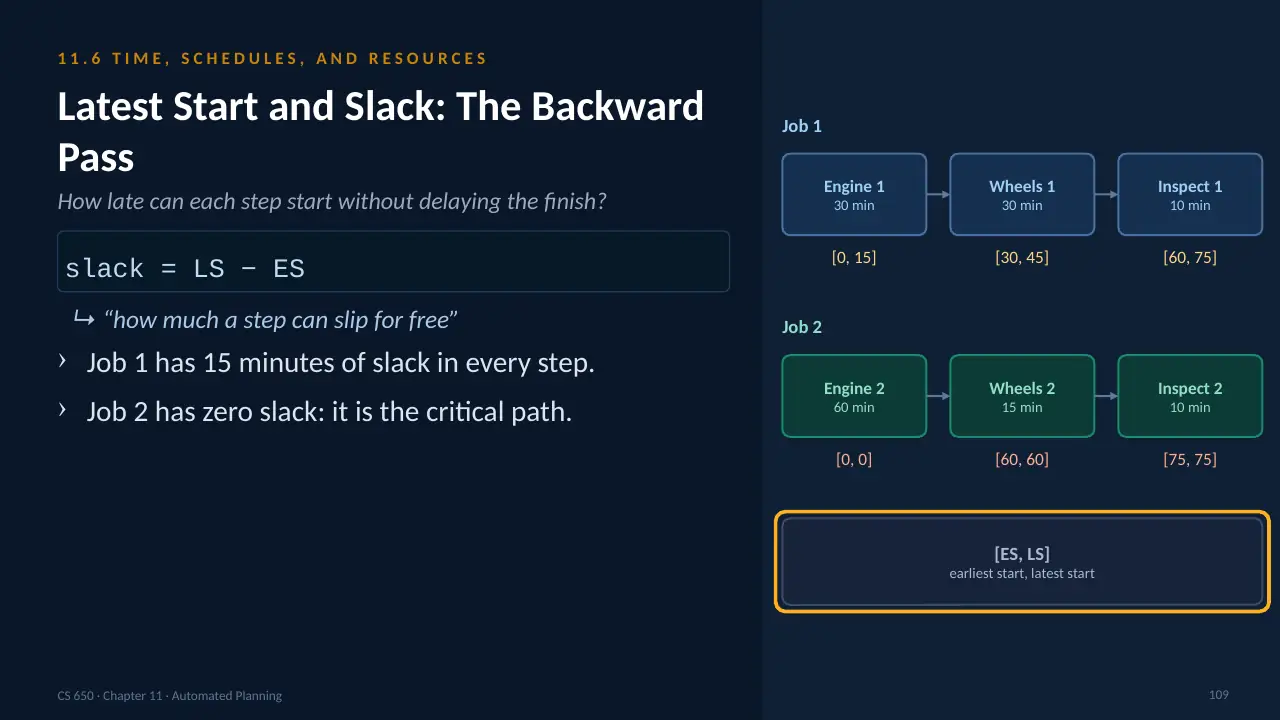 11.6 TIME, SCHEDULES, AND RESOURCES
Latest Start and Slack: The Backward
Pass
How late can each step start without delaying the finish?
slack = LS − ES
↪ “how much a step can slip for free”
› Job 1 has 15 minutes of slack in every step.
› Job 2 has zero slack: it is the critical path.
Job 1
Engine 1
30 min
Wheels 1
30 min
Inspect 1
10 min
[0, 15]
[30, 45]
[60, 75]
Job 2
Engine 2
60 min
Wheels 2
15 min
Inspect 2
10 min
[0, 0]
[60, 60]
[75, 75]
[ES, LS]
earliest start, latest start
CS 650 · Chapter 11 · Automated Planning
109